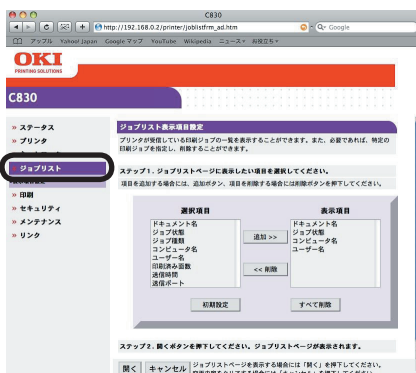 C830
http://192.168.0.2/printer/joblistfrm_ad.htm
Q- Google
アップル Yahoo! Japan Google マップ YouTube Wikipedia ニュース▼ お役立ち▼
OKI
PRINTING SOLUTIONS
C830
» ステータス
» プリンタ
ジョブリスト
» 印刷
» セキュリティ
» メンテナンス
» リンク
ジョブリスト表示項目設定
プリンタが受信している印刷ジョブの一覧を表示することができます。また、必要であれば、特定の
印刷ジョブを指定し、削除することができます。
ステップ1. ジョブリストページに表示したい項目を選択してください。
項目を追加する場合には、追加ボタン、項目を削除する場合には削除ボタンを押下してください。
選択項目
ドキュメント名
ジョブ状態
ジョブ種類
コンピュータ名
ユーザー名
印刷済み面数
送信時間
送信ポート
追加 >>
<< 削除
表示項目
ドキュメント名
ジョブ状態
コンピュータ名
ユーザー名
初期設定
すべて削除
ステップ2. 開くボタンを押下してください。ジョブリストページが表示されます。
開く
キャンセル
ジョブリストページを表示する場合には「開く」を押下してください。